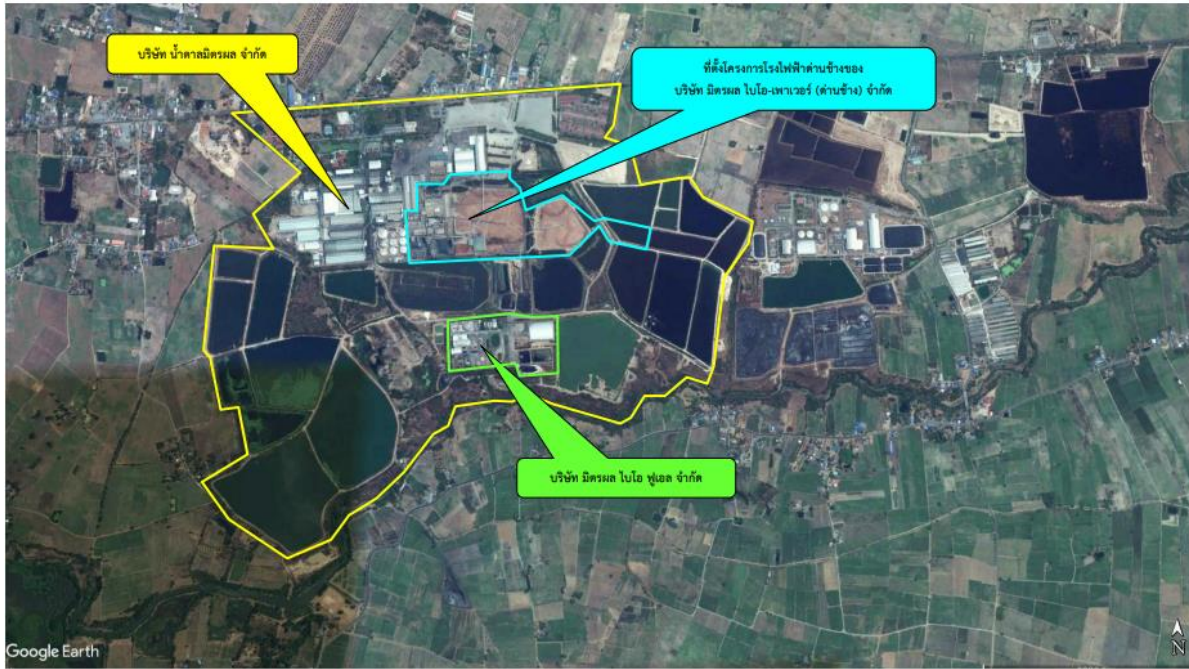 บริษัท น้ำตาลมิตรผล จำกัด
ที่ตั้งโครงการโรงไฟฟ้าด่านช้างของ
บริษัท มิตรผล ไบโอ-เพาเวอร์ (ด่านช้าง) จำกัด
บริษัท มิตรผล ไบโอ ฟูเอล จำกัด
Google Earth
N